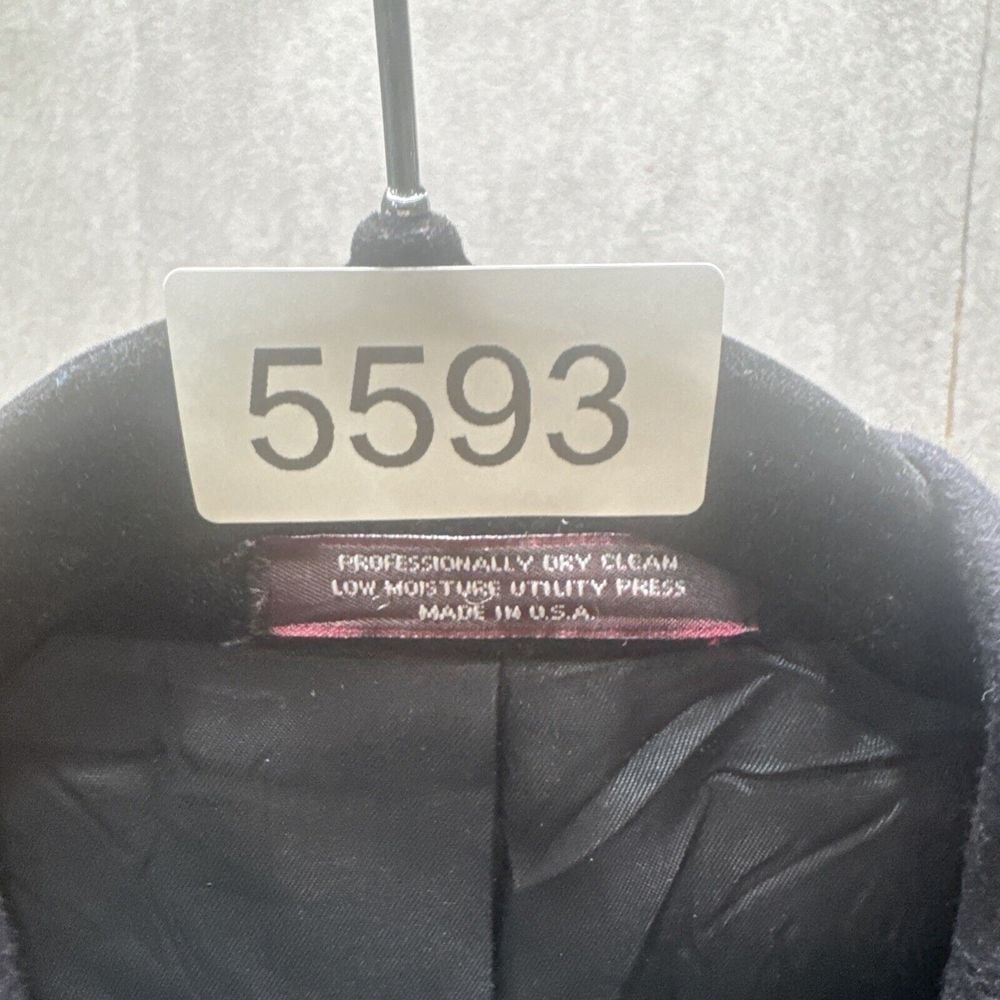 5593
PROFESSIONALLY DRY CLEAN
LOW MOISTURE UTILITY PRESS
MADE IN U.S.A.